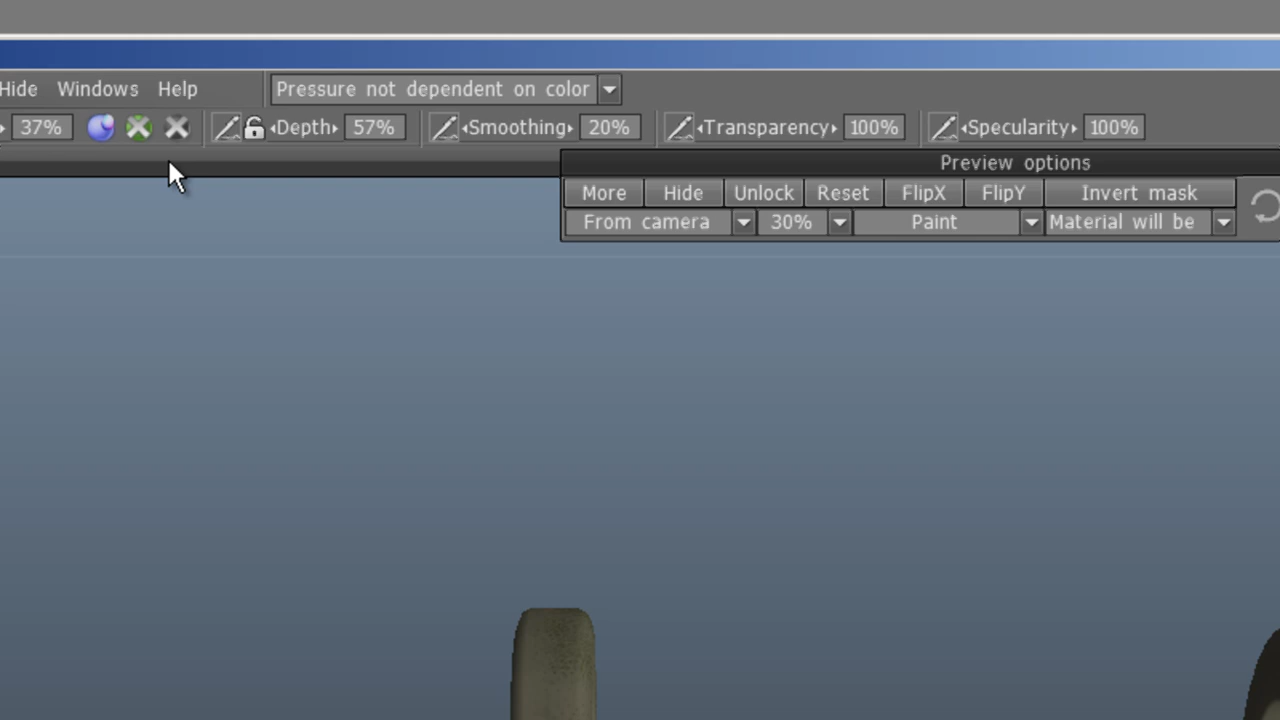 Hide Windows Help Pressure not dependent on color
37% Depth 57% Smoothing 20% Transparency 100% Specularity 100%
Preview options
More Hide Unlock Reset FlipX FlipY Invert mask
From camera 30% Paint Material will be